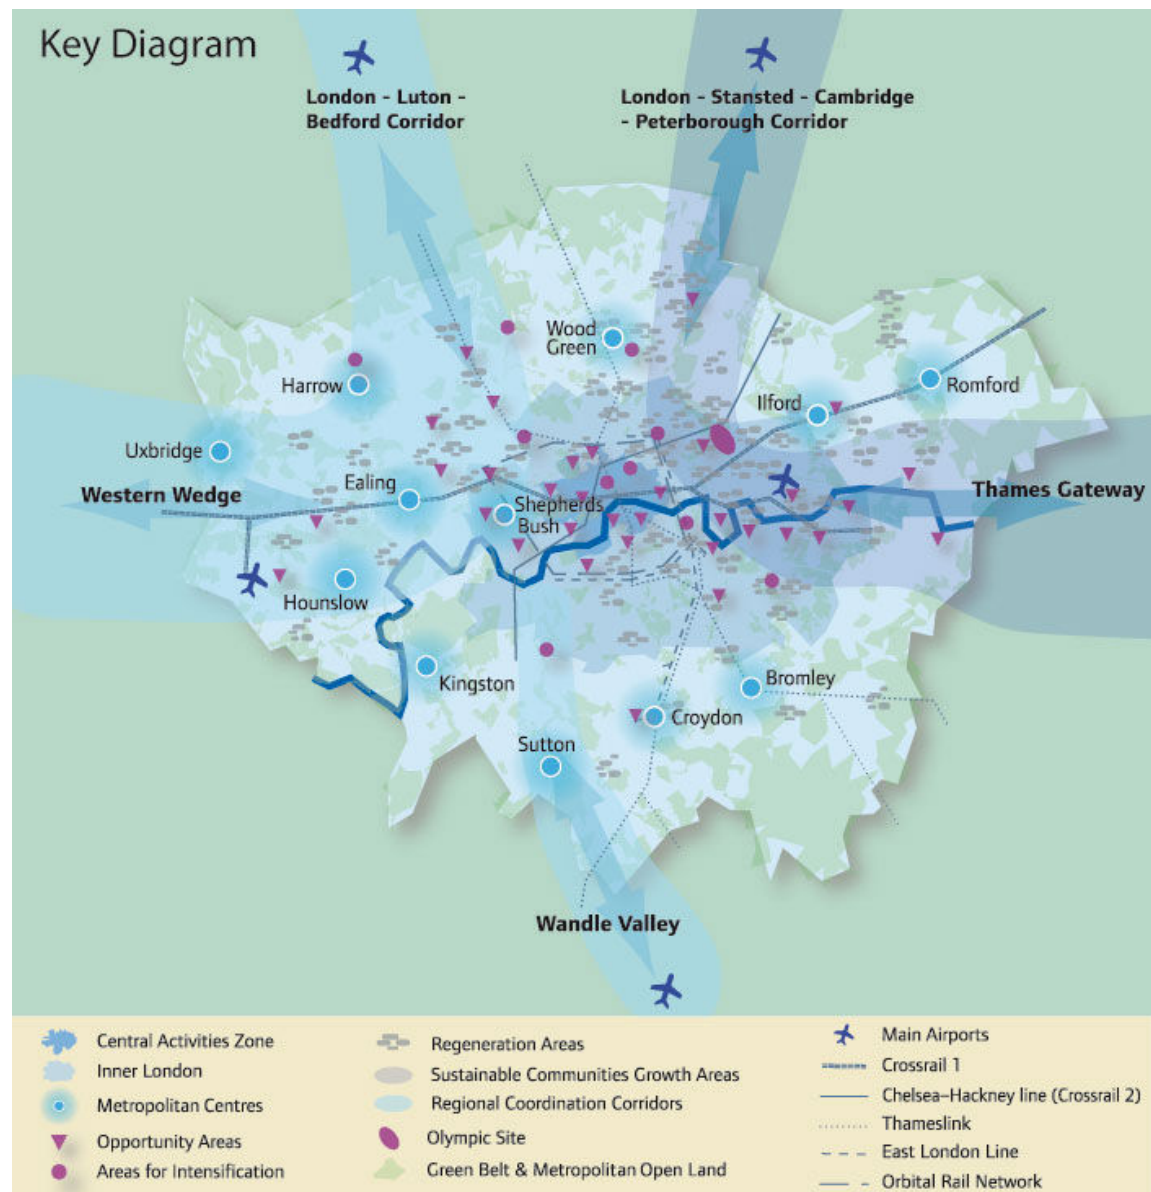 Key Diagram
London - Luton -
Bedford Corridor
London - Stansted - Cambridge
- Peterborough Corridor
Wood
Green
Harrow
Ilford
Romford
Uxbridge
Ealing
Western Wedge
Shepherds
Bush
Thames Gateway
Hounslow
Kingston
Bromley
Croydon
Sutton
Wandle Valley
Central Activities Zone
Inner London
Metropolitan Centres
Opportunity Areas
Areas for Intensification
Regeneration Areas
Sustainable Communities Growth Areas
Regional Coordination Corridors
Olympic Site
Green Belt & Metropolitan Open Land
Main Airports
Crossrail 1
Chelsea–Hackney line (Crossrail 2)
Thameslink
East London Line
Orbital Rail Network